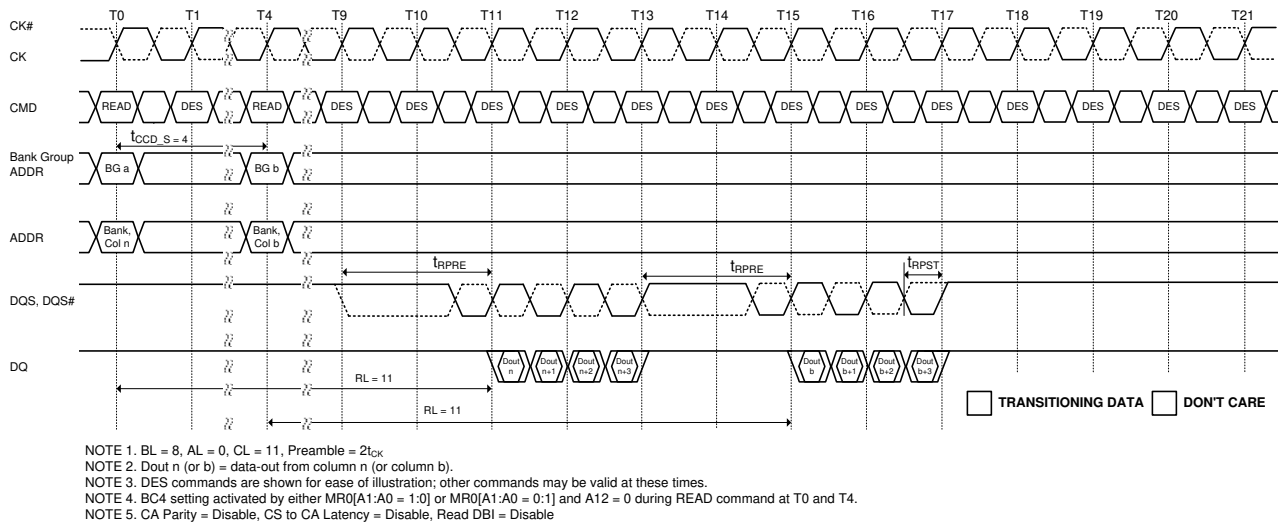 T0 T1 T4 T9 T10 T11 T12 T13 T14 T15 T16 T17 T18 T19 T20 T21
CK#
CK
CMD
READ DES READ DES DES DES DES DES DES DES DES DES DES DES DES DES
tCCD_S = 4
Bank Group
ADDR
BG a BG b
ADDR
Bank,
Col n
Bank,
Col b
tRPRE tRPRE tRPST
DQS, DQS#
DQ
Dout
n
Dout
n+1
Dout
n+2
Dout
n+3
Dout
b
Dout
b+1
Dout
b+2
Dout
b+3
RL = 11
RL = 11
TRANSITIONING DATA DON'T CARE
NOTE 1. BL = 8, AL = 0, CL = 11, Preamble = 2tCK
NOTE 2. Dout n (or b) = data-out from column n (or column b).
NOTE 3. DES commands are shown for ease of illustration; other commands may be valid at these times.
NOTE 4. BC4 setting activated by either MR0[A1:A0 = 1:0] or MR0[A1:A0 = 0:1] and A12 = 0 during READ command at T0 and T4.
NOTE 5. CA Parity = Disable, CS to CA Latency = Disable, Read DBI = Disable